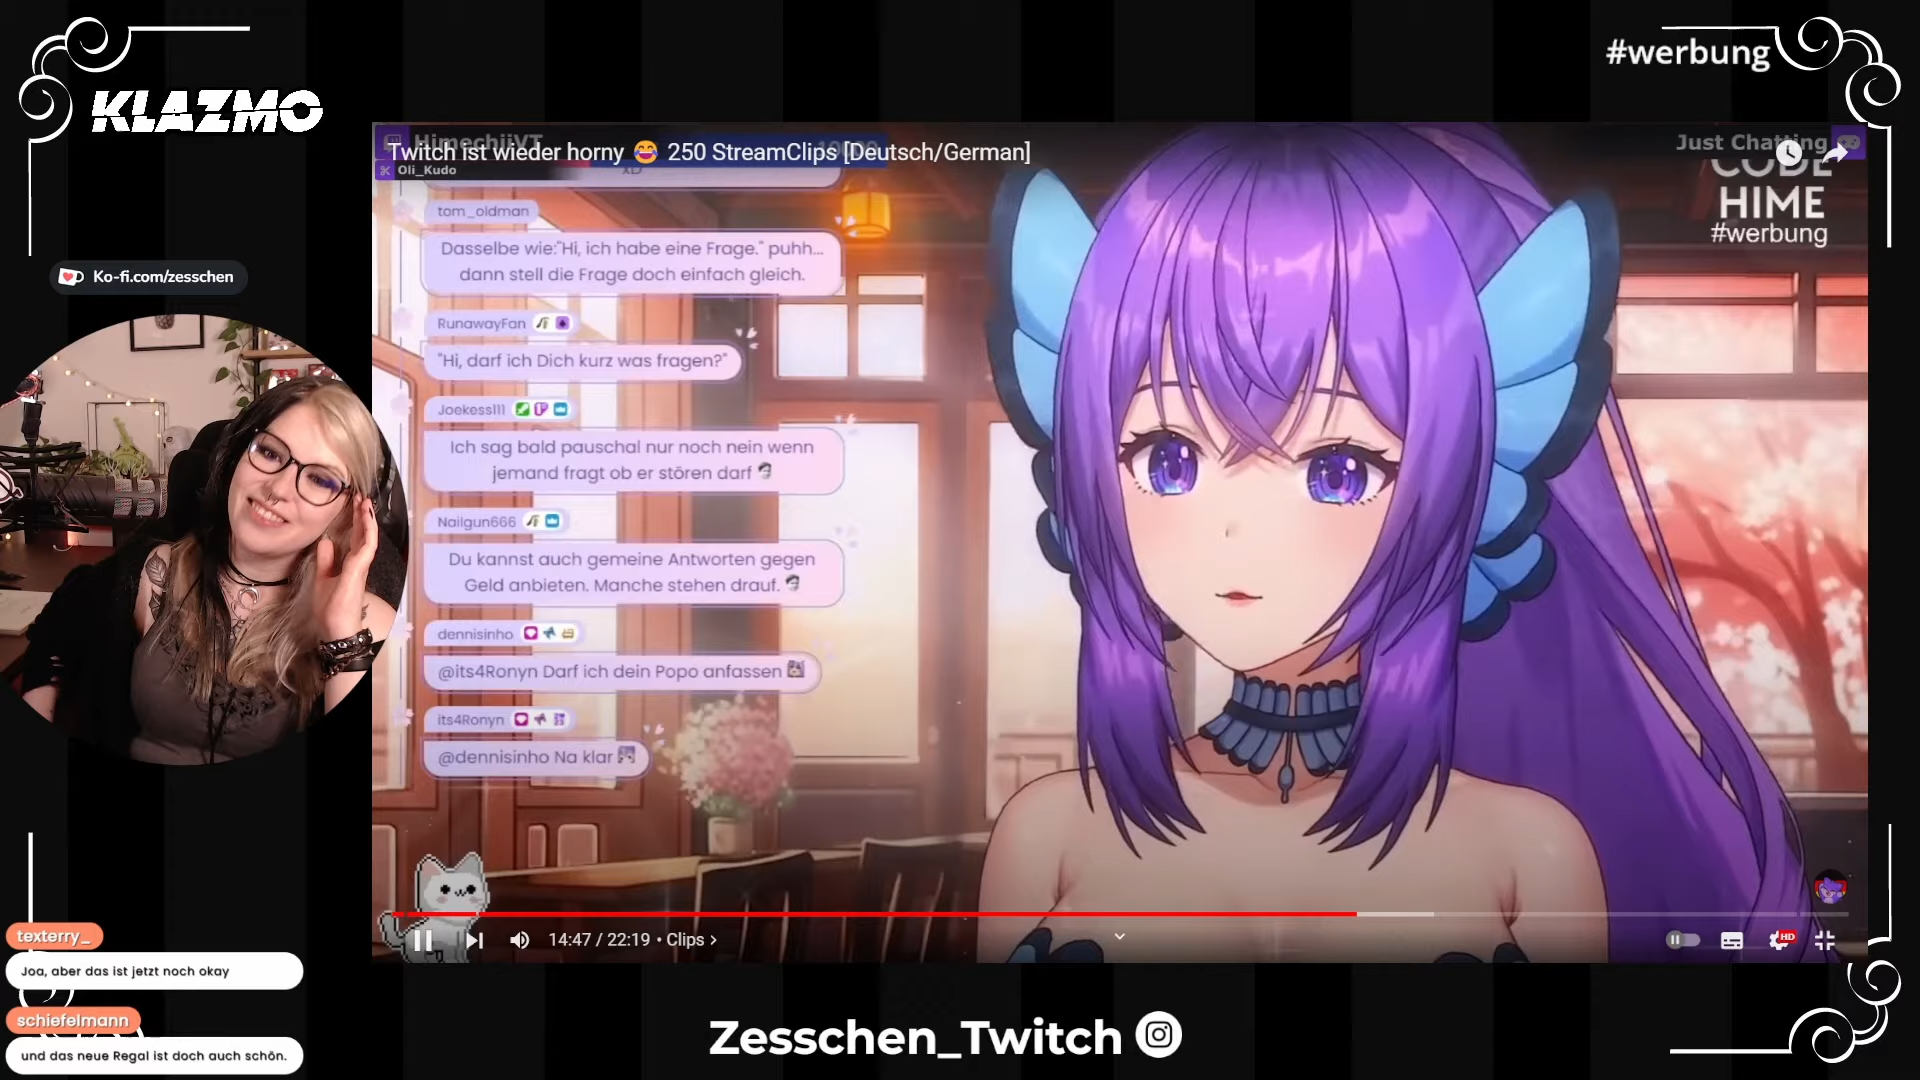 KLAZMO
#werbung
HimechiiVT
Just Chatting
Twitch ist wieder horny 😂 250 StreamClips [Deutsch/German]
Oli_Kudo
XD
CODE
HIME
#werbung
tom_oldman
Dasselbe wie:"Hi, ich habe eine Frage." puhh...
dann stell die Frage doch einfach gleich.
RunawayFan
"Hi, darf ich Dich kurz was fragen?"
Joekess111
Ich sag bald pauschal nur noch nein wenn
jemand fragt ob er stören darf
Nailgun666
Du kannst auch gemeine Antworten gegen
Geld anbieten. Manche stehen drauf.
dennisinho
@its4Ronyn Darf ich dein Popo anfassen
its4Ronyn
@dennisinho Na klar
Ko-fi.com/zesschen
14:47 / 22:19 • Clips >
HD
texterry_
Joa, aber das ist jetzt noch okay
schiefelmann
und das neue Regal ist doch auch schön.
Zesschen_Twitch